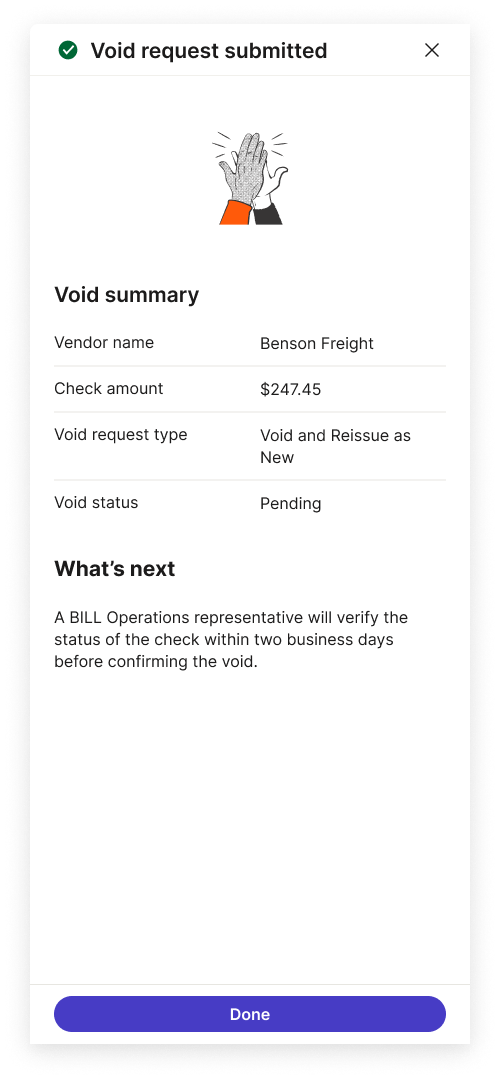 Void request submitted
Void summary
Vendor name
Benson Freight
Check amount
$247.45
Void request type
Void and Reissue as
New
Void status
Pending
What’s next
A BILL Operations representative will verify the
status of the check within two business days
before confirming the void.
Done